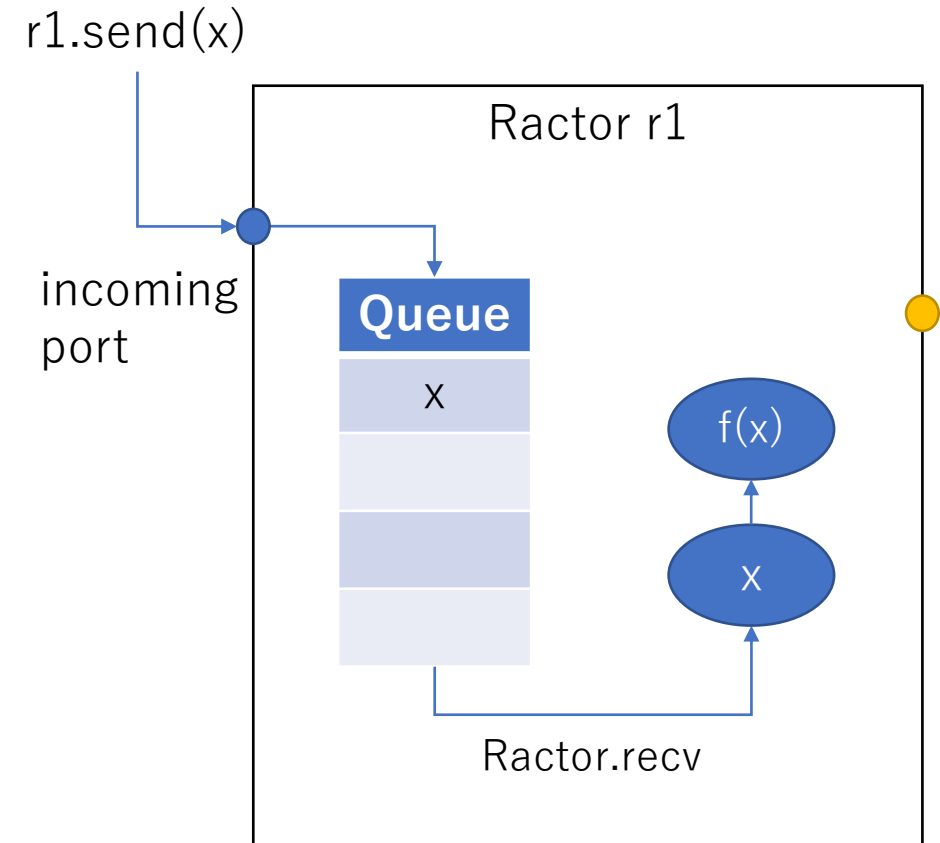 r1.send(x)
Ractor r1
incoming
port
Queue
x
f(x)
x
Ractor.recv